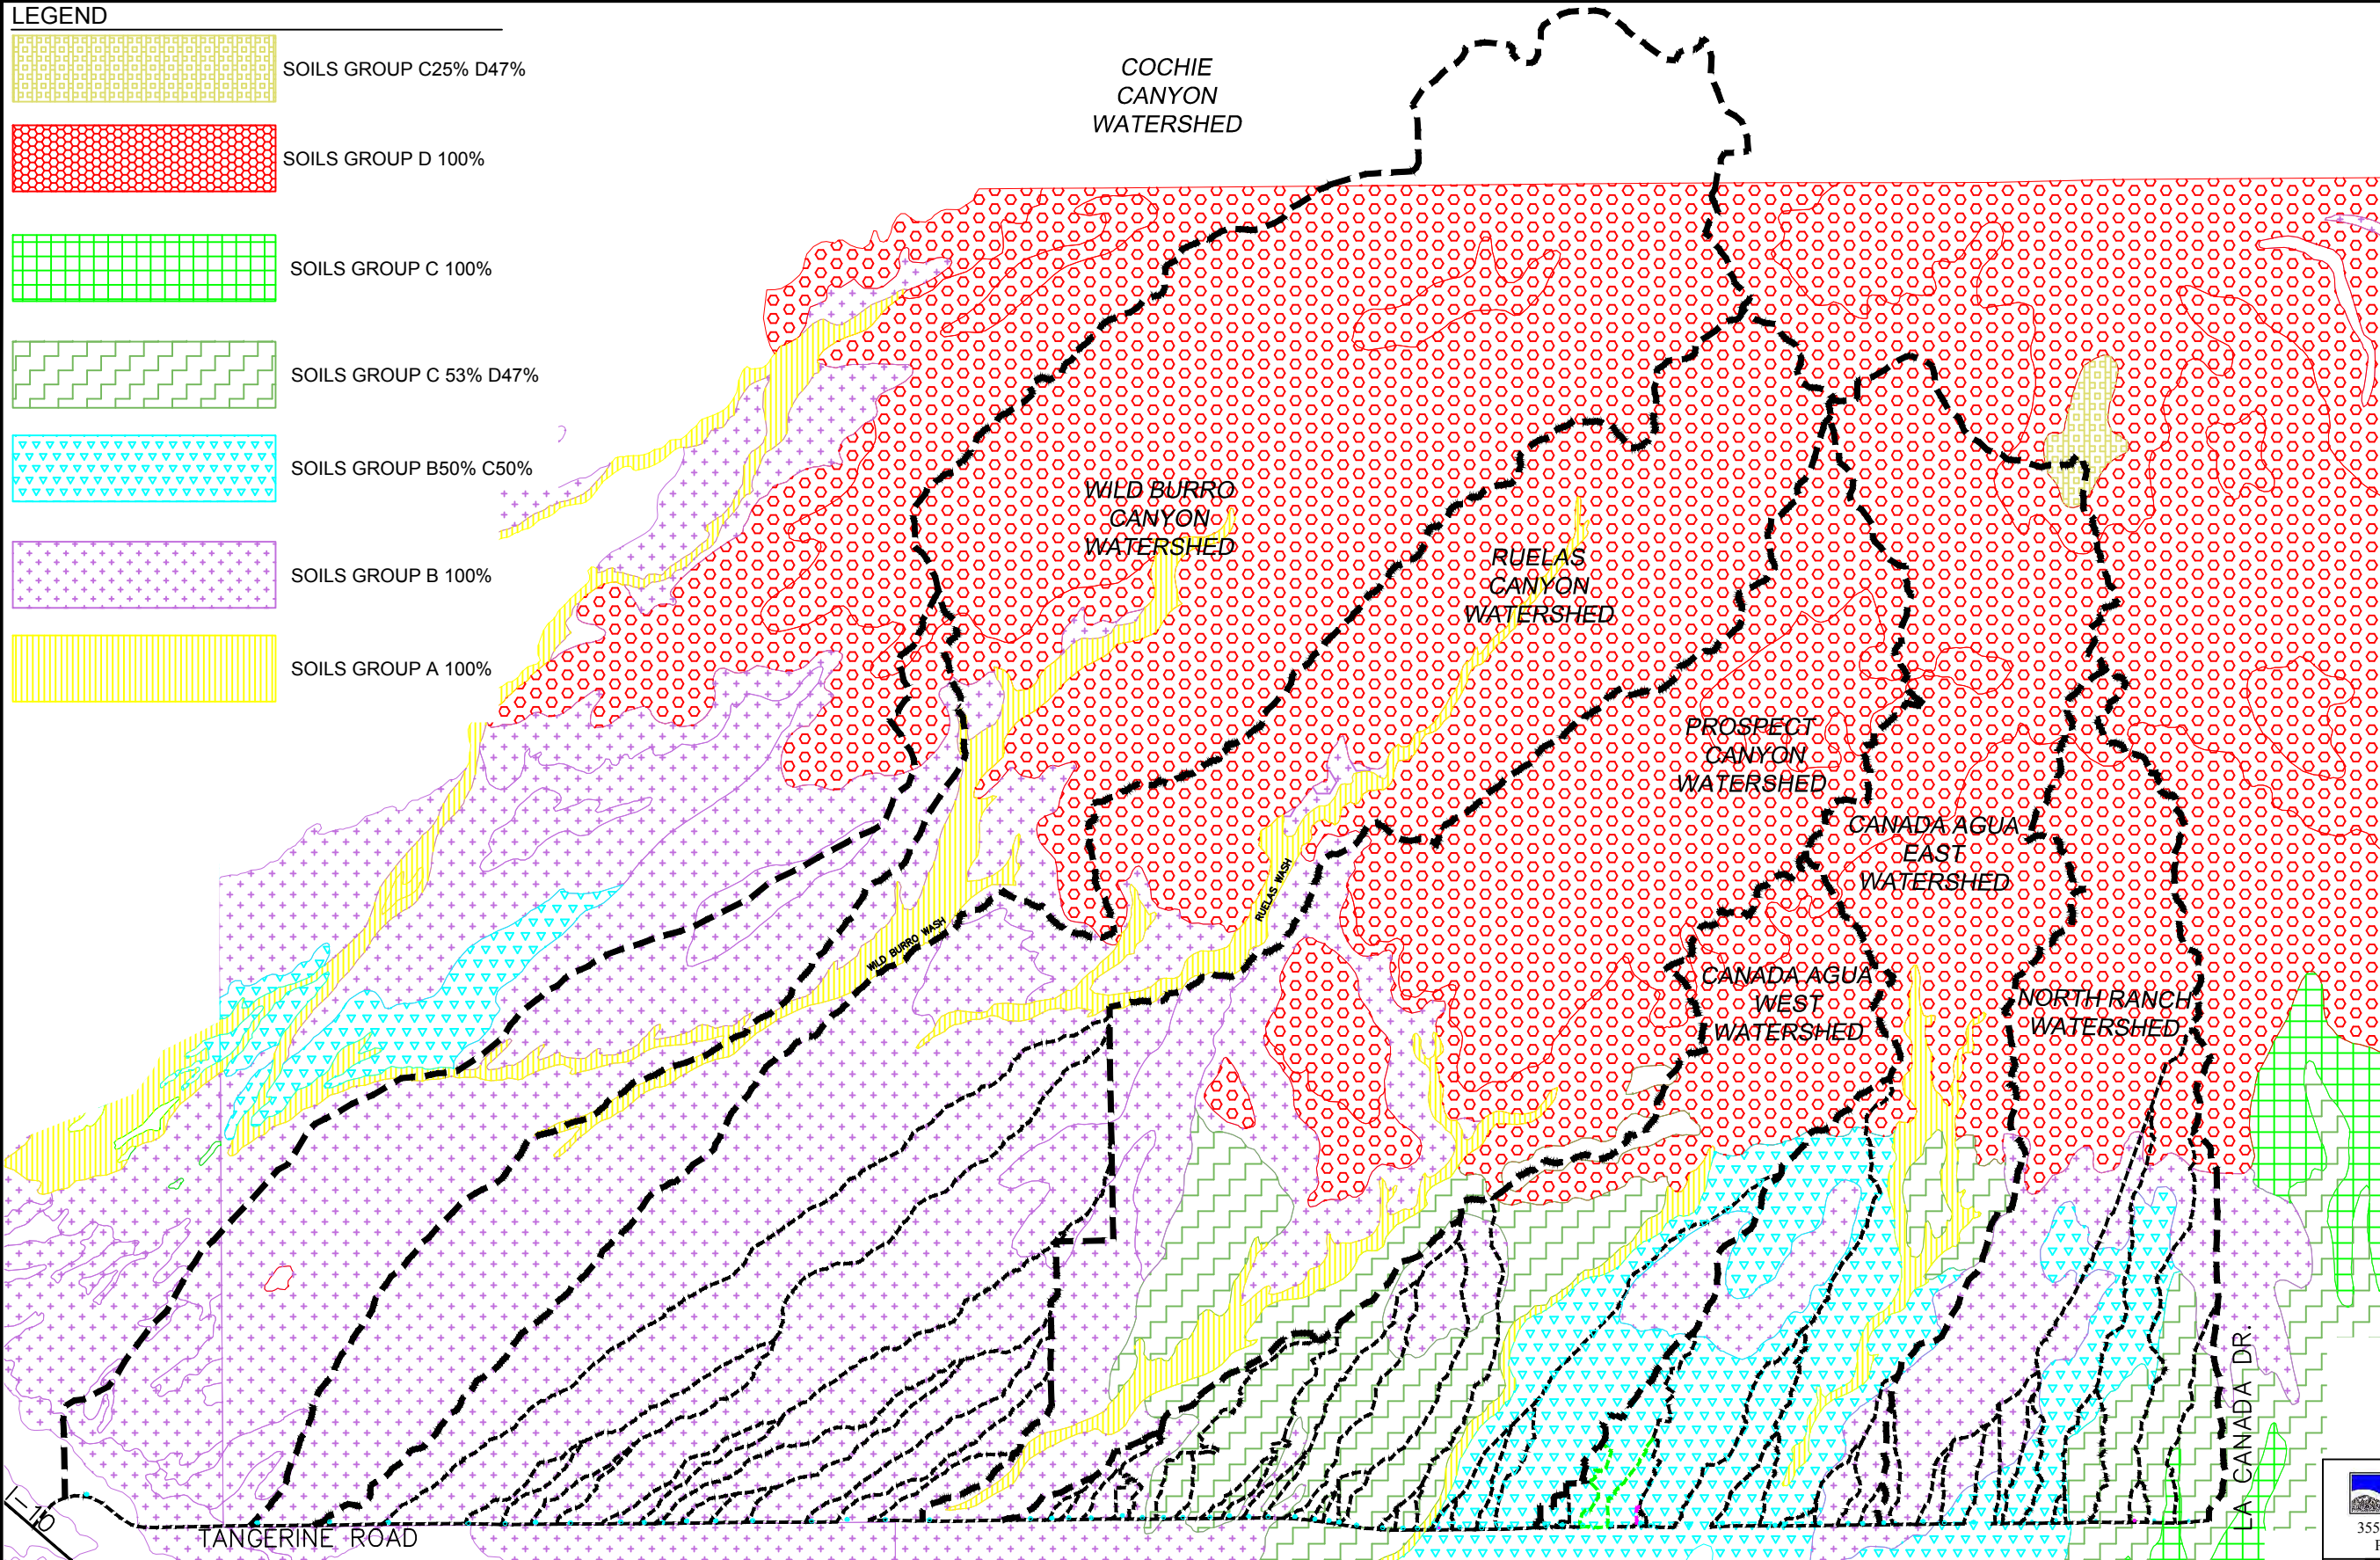 LEGEND
SOILS GROUP C25% D47%
SOILS GROUP D 100%
SOILS GROUP C 100%
SOILS GROUP C 53% D47%
SOILS GROUP B50% C50%
SOILS GROUP B 100%
SOILS GROUP A 100%
COCHIE
CANYON
WATERSHED
WILD BURRO
CANYON
WATERSHED
RUELAS
CANYON
WATERSHED
PROSPECT
CANYON
WATERSHED
CANADA AGUA
EAST
WATERSHED
CANADA AGUA
WEST
WATERSHED
NORTH RANCH
WATERSHED
RUELAS WASH
WILD BURRO WASH
LA CANADA DR.
I-10
TANGERINE ROAD
355